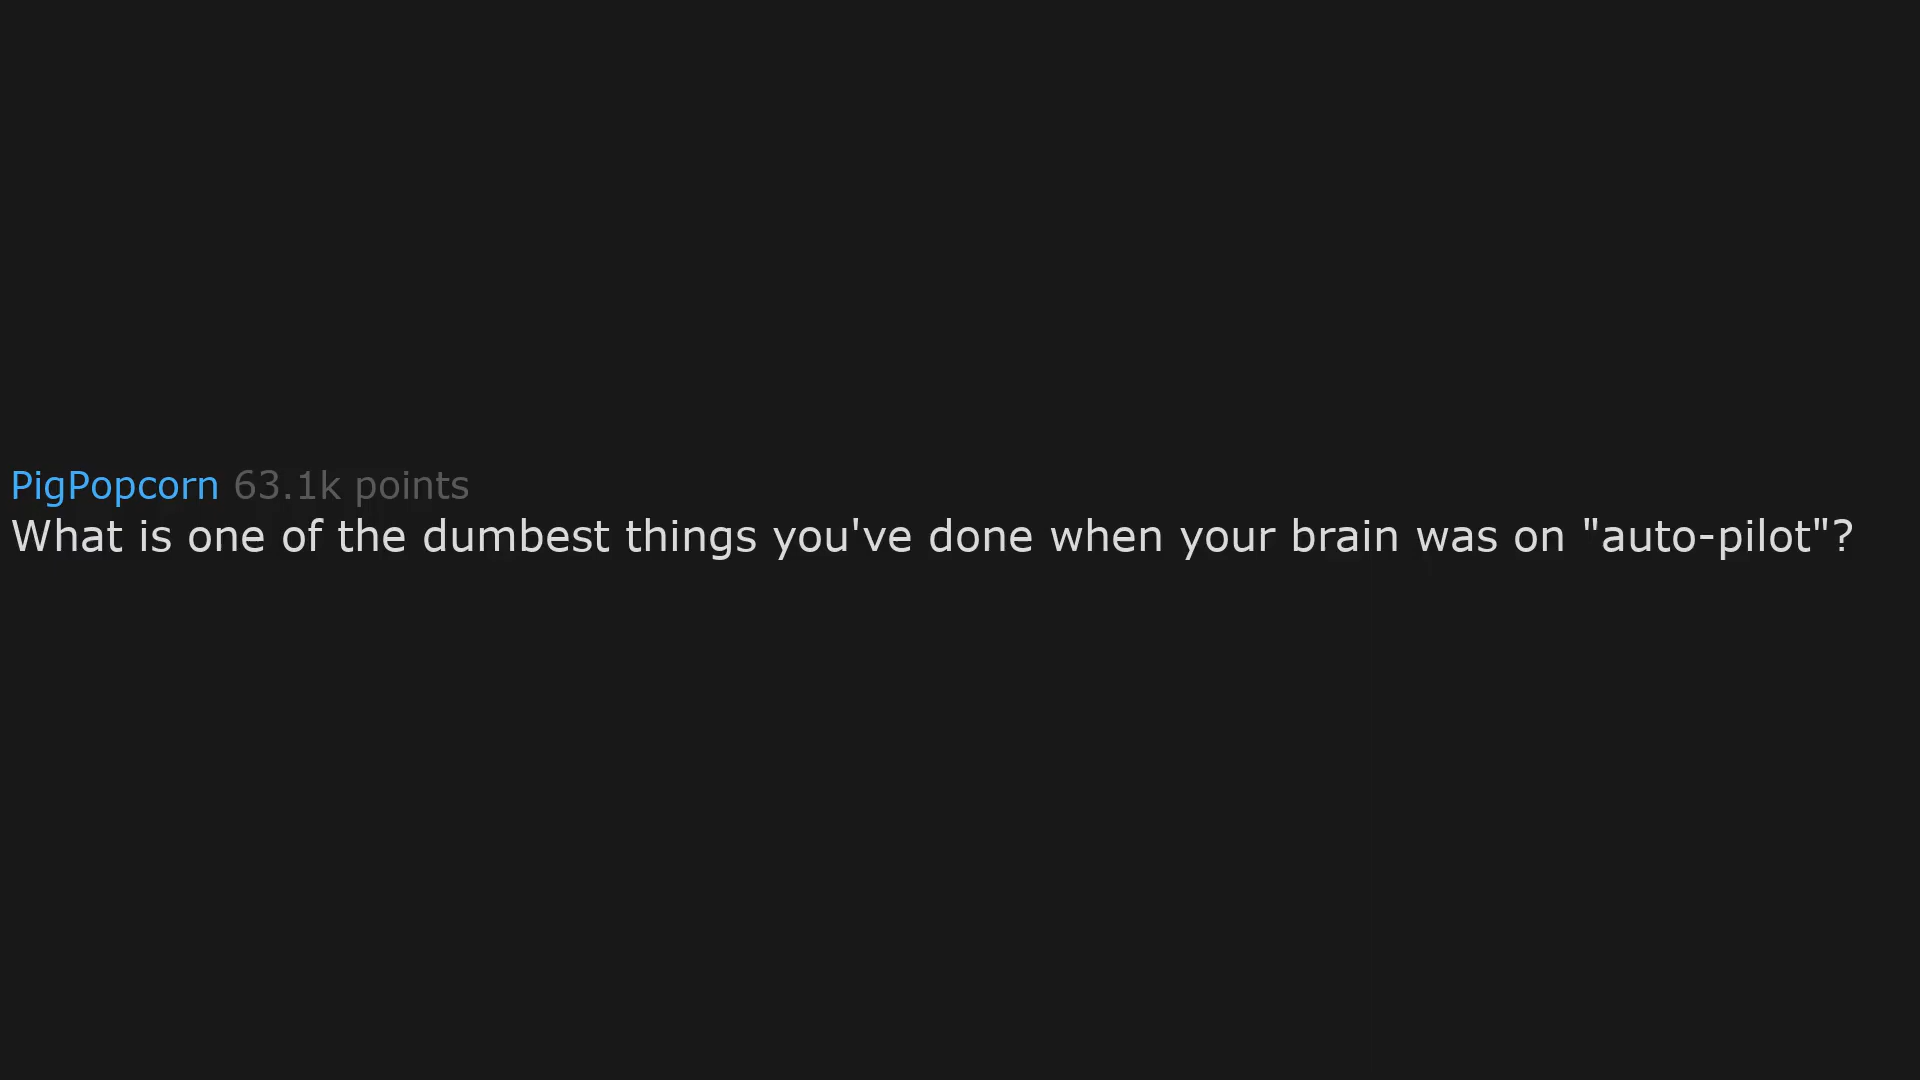 PigPopcorn 63.1k points
What is one of the dumbest things you've done when your brain was on "auto-pilot"?